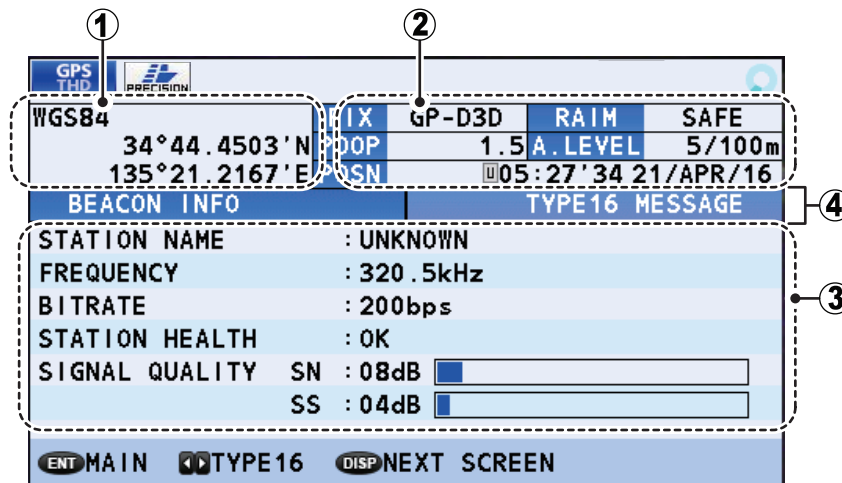 1 2
GPS THD PRECISION
WGS84 FIX GP-D3D RAIM SAFE
34°44.4503'N PDOP 1.5 A.LEVEL 5/100m
135°21.2167'E POSN U05:27'34 21/APR/16
BEACON INFO TYPE16 MESSAGE 4
STATION NAME : UNKNOWN
FREQUENCY : 320.5kHz 3
BITRATE : 200bps
STATION HEALTH : OK
SIGNAL QUALITY SN : 08dB
SS : 04dB
ENT MAIN ◀▶ TYPE16 DISP NEXT SCREEN